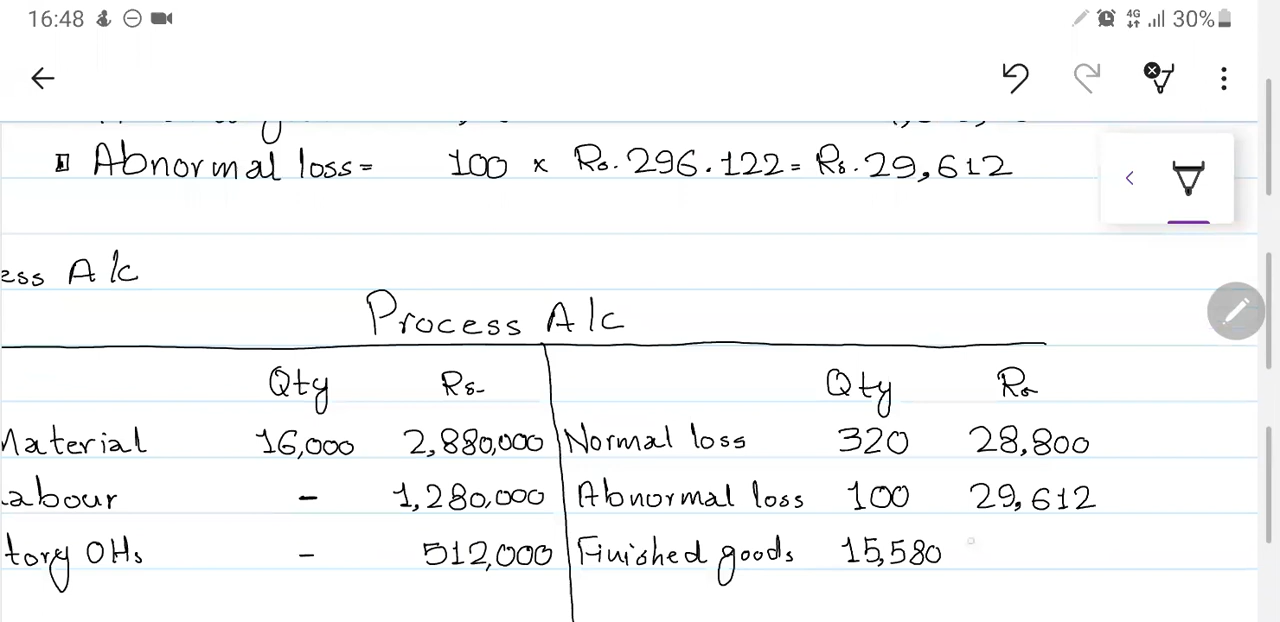 16:48 4G 30%
Abnormal loss = 100 x Rs. 296.122 = Rs. 29,612
ess A/c
Process A/c
Qty Rs. Qty Rs
Material 16,000 2,880,000 Normal loss 320 28,800
abour - 1,280,000 Abnormal loss 100 29,612
tory OHs - 512,000 Finished goods 15,580